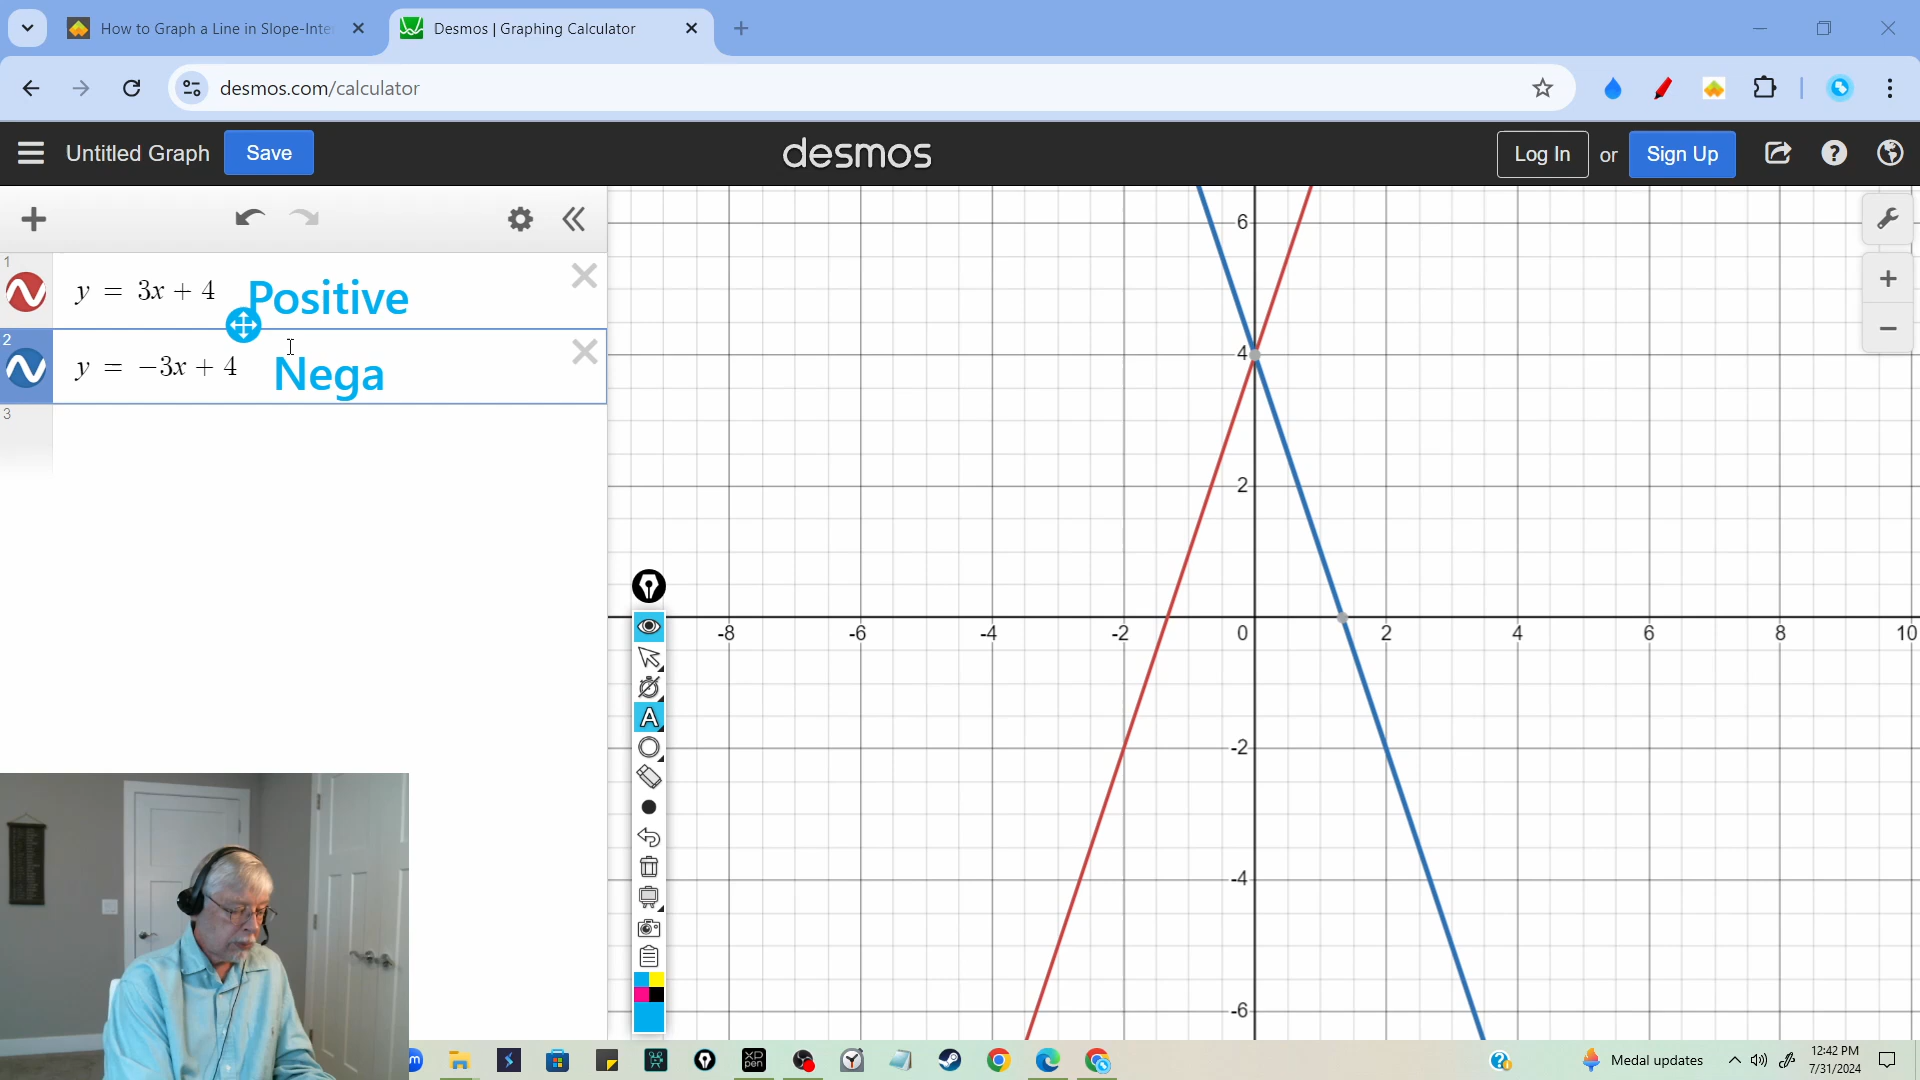 How to Graph a Line in Slope-Inte
Desmos | Graphing Calculator
desmos.com/calculator
Untitled Graph
Save
desmos
Log In
or
Sign Up
1
y = 3x + 4
Positive
2
y = −3x + 4
Nega
3
6
4
2
-8
-6
-4
-2
0
2
4
6
8
10
-2
-4
-6
A
m
XP
pen
Medal updates
12:42 PM
7/31/2024